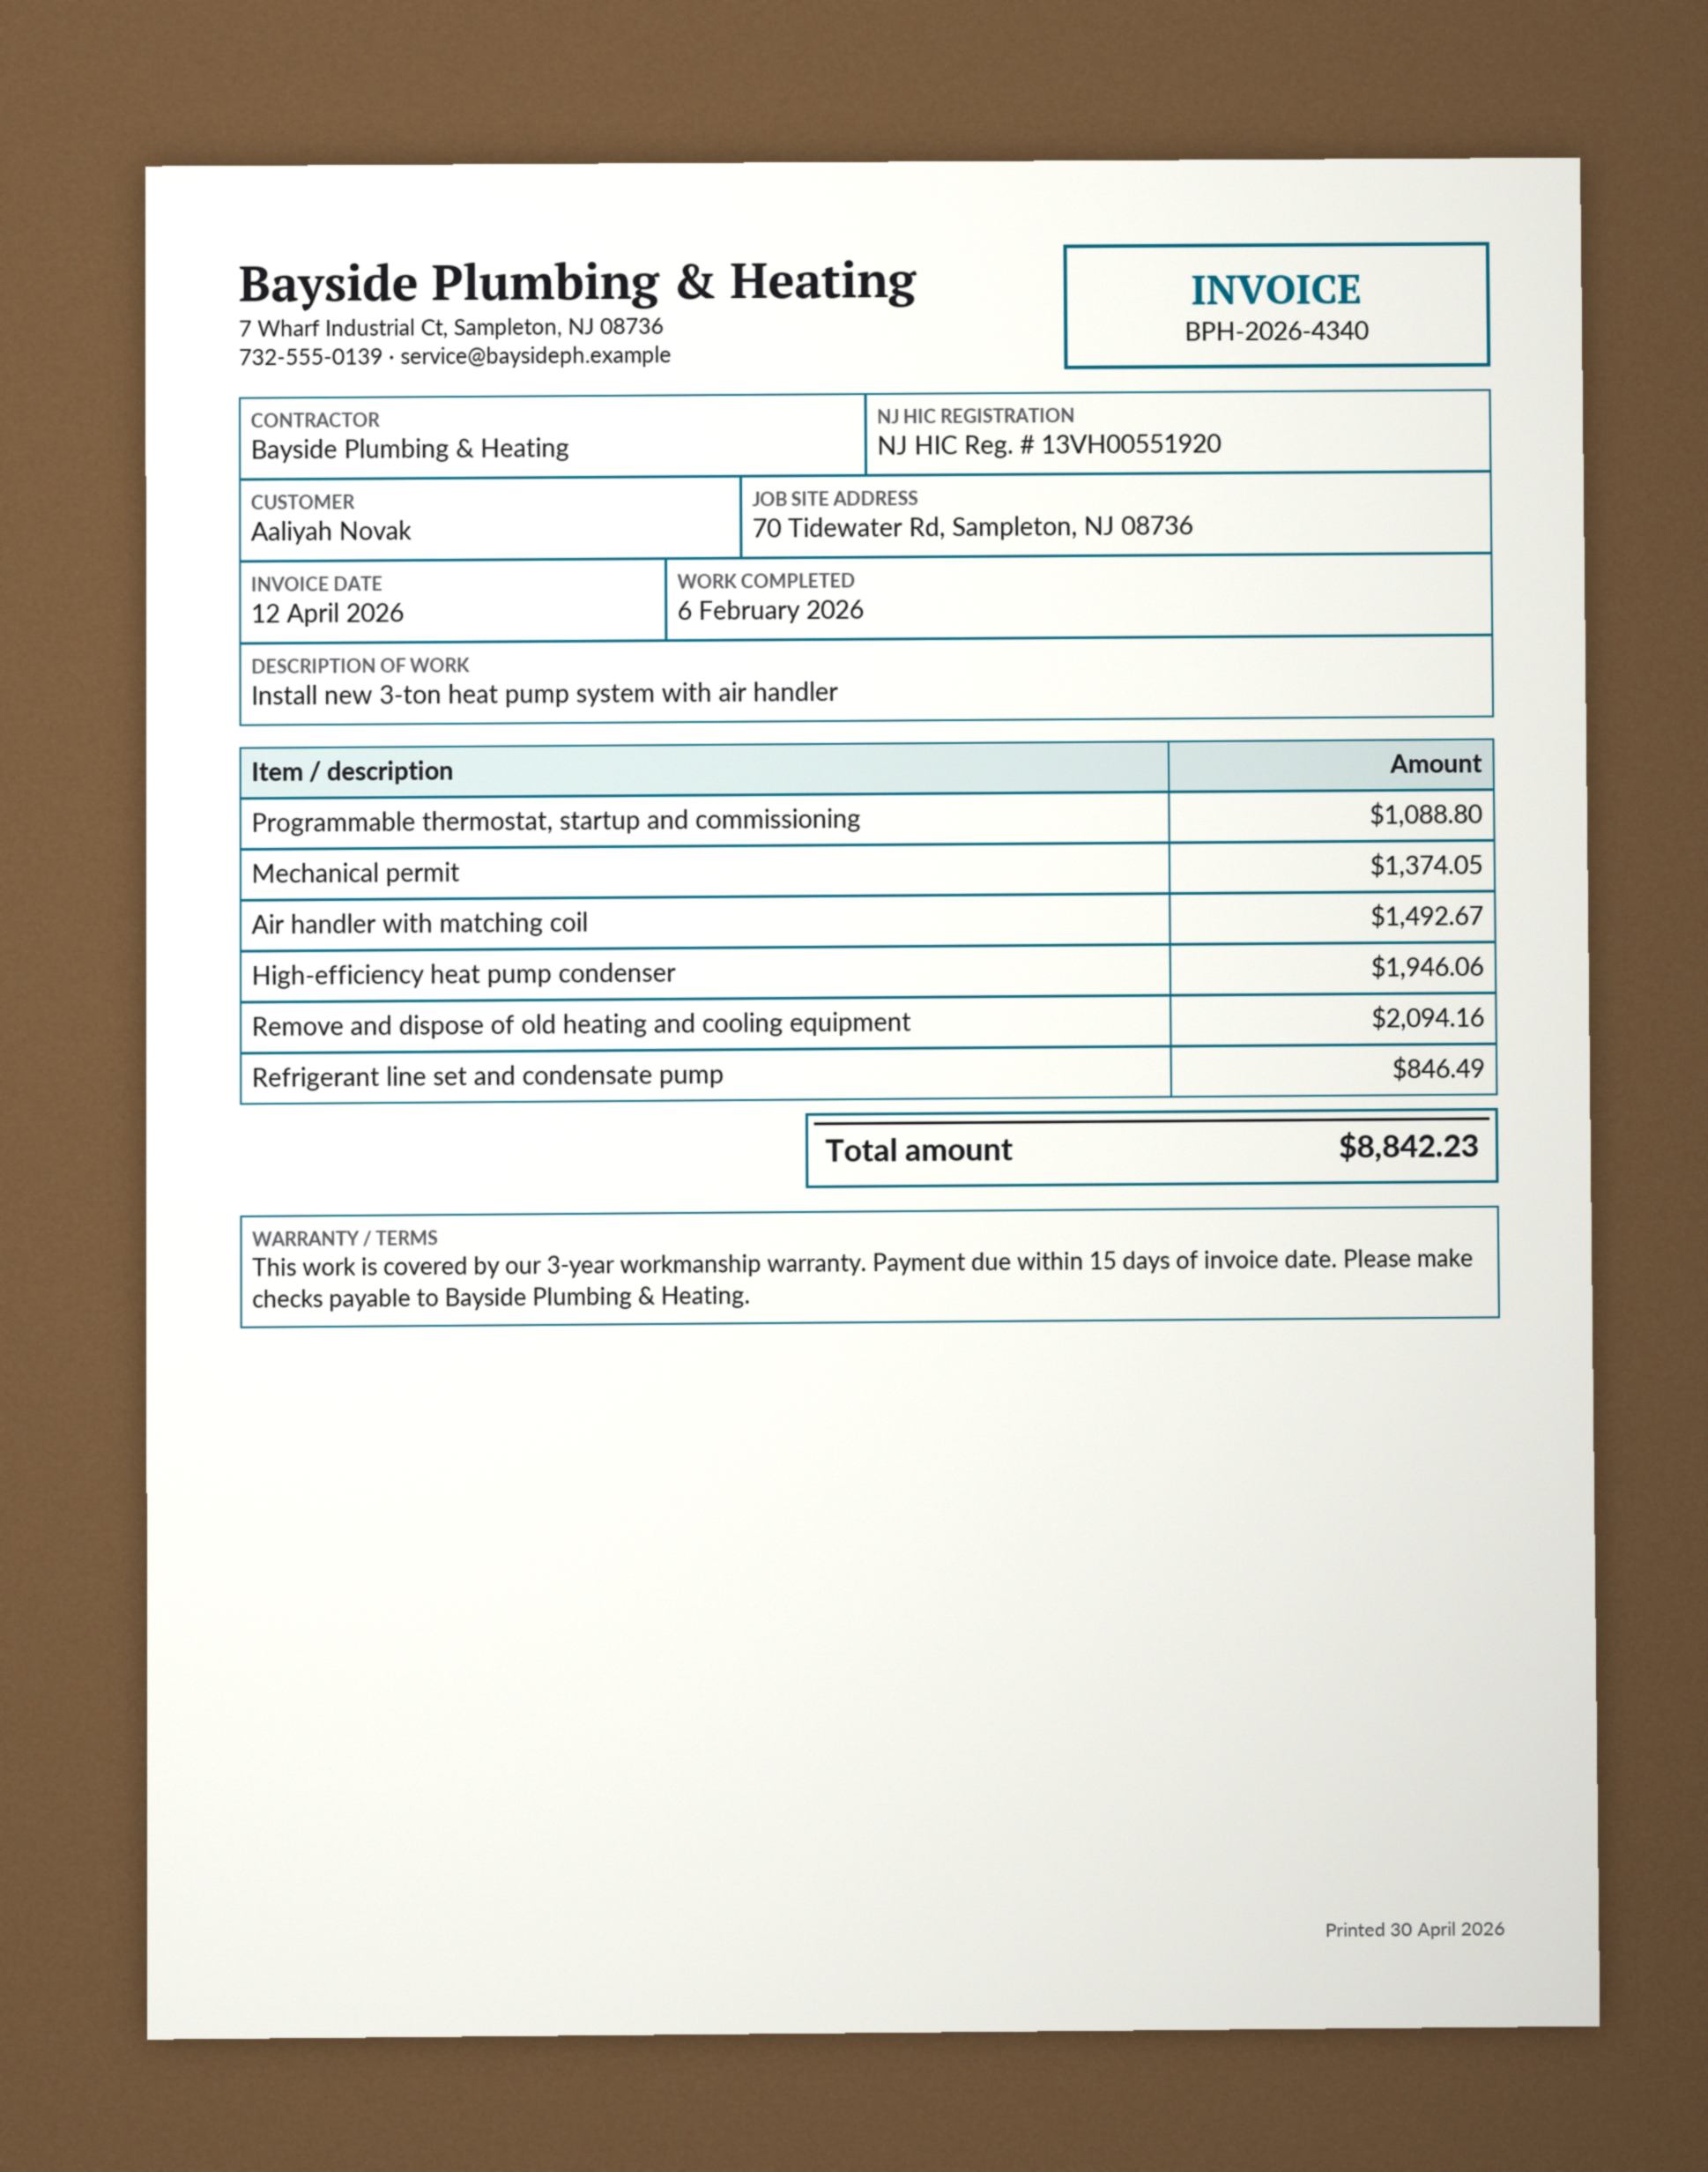 Bayside Plumbing & Heating
7 Wharf Industrial Ct, Sampleton, NJ 08736
732-555-0139 · service@baysideph.example
INVOICE
BPH-2026-4340
CONTRACTOR
Bayside Plumbing & Heating
NJ HIC REGISTRATION
NJ HIC Reg. # 13VH00551920
CUSTOMER
Aaliyah Novak
JOB SITE ADDRESS
70 Tidewater Rd, Sampleton, NJ 08736
INVOICE DATE
12 April 2026
WORK COMPLETED
6 February 2026
DESCRIPTION OF WORK
Install new 3-ton heat pump system with air handler
Item / description Amount
Programmable thermostat, startup and commissioning $1,088.80
Mechanical permit $1,374.05
Air handler with matching coil $1,492.67
High-efficiency heat pump condenser $1,946.06
Remove and dispose of old heating and cooling equipment $2,094.16
Refrigerant line set and condensate pump $846.49
Total amount $8,842.23
WARRANTY / TERMS
This work is covered by our 3-year workmanship warranty. Payment due within 15 days of invoice date. Please make
checks payable to Bayside Plumbing & Heating.
Printed 30 April 2026